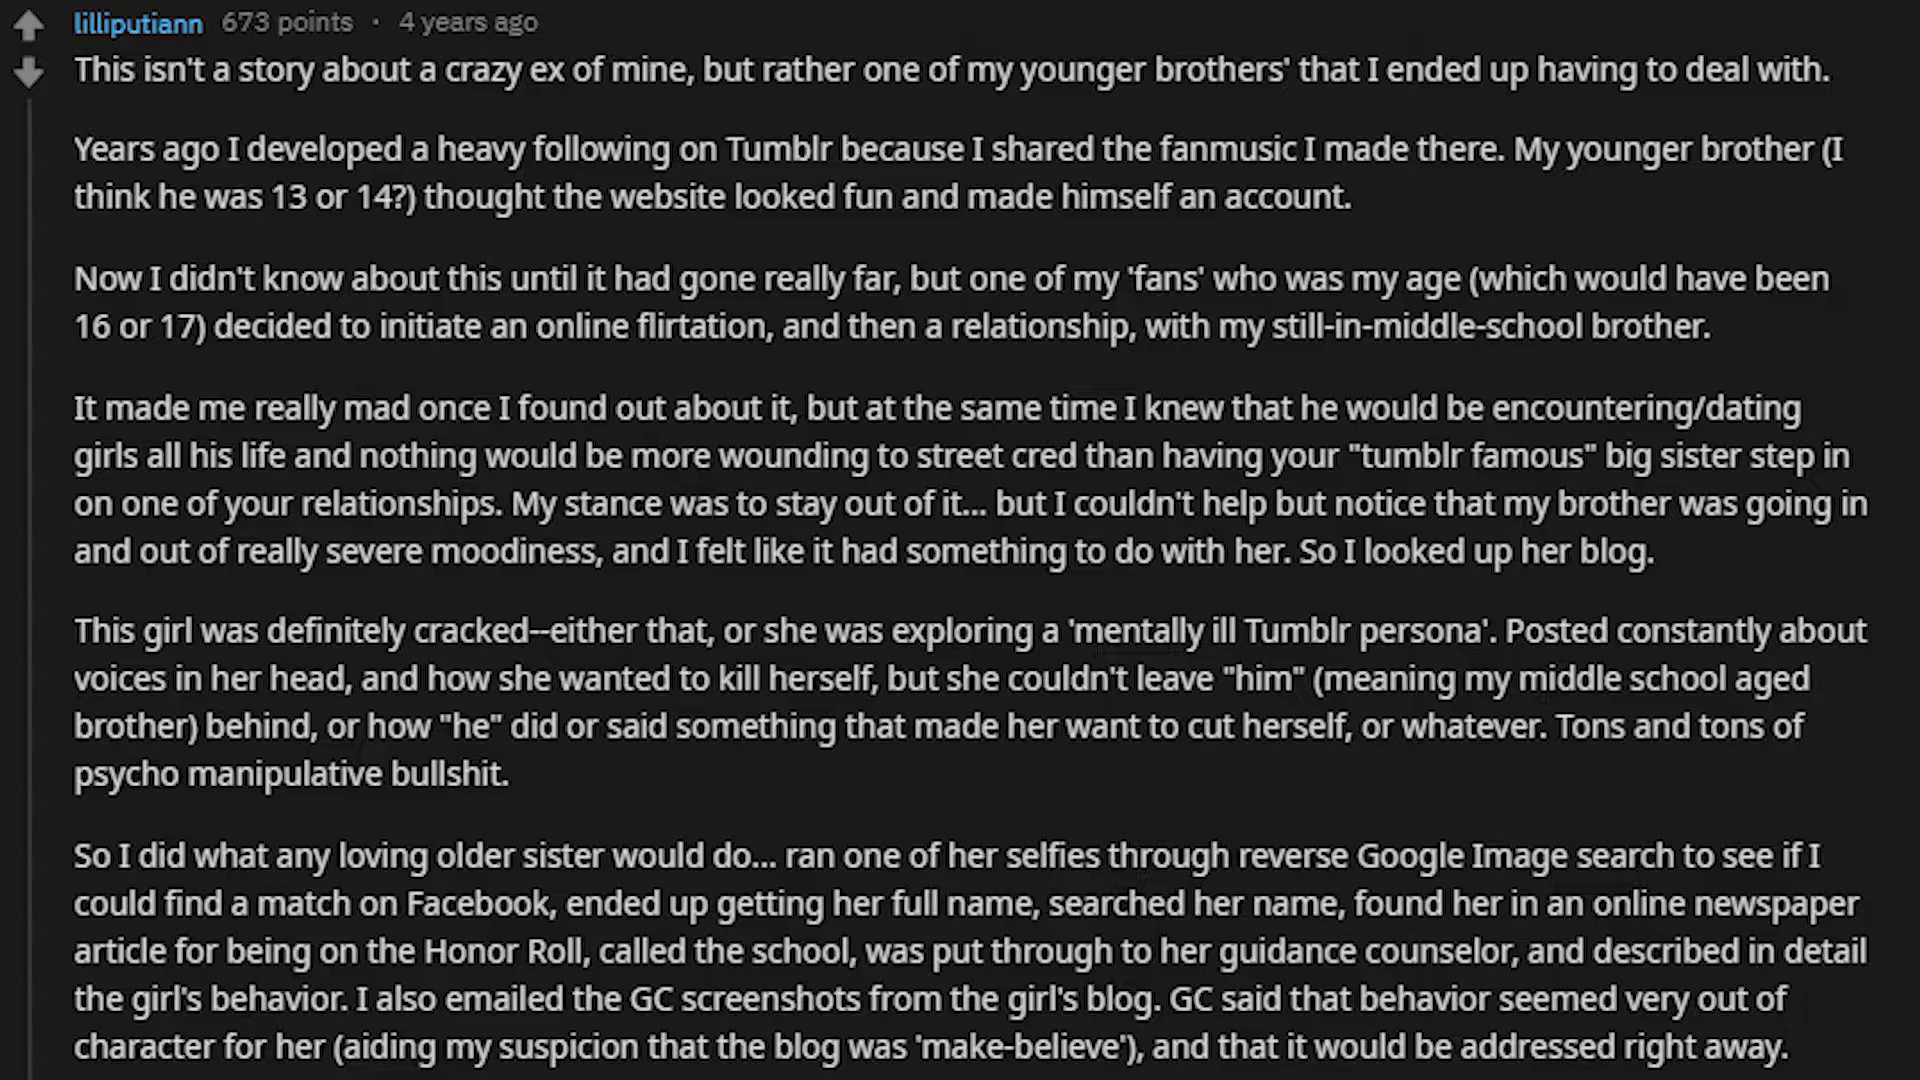 lilliputiann 673 points · 4 years ago
This isn't a story about a crazy ex of mine, but rather one of my younger brothers' that I ended up having to deal with.
Years ago I developed a heavy following on Tumblr because I shared the fanmusic I made there. My younger brother (I
think he was 13 or 14?) thought the website looked fun and made himself an account.
Now I didn't know about this until it had gone really far, but one of my 'fans' who was my age (which would have been
16 or 17) decided to initiate an online flirtation, and then a relationship, with my still-in-middle-school brother.
It made me really mad once I found out about it, but at the same time I knew that he would be encountering/dating
girls all his life and nothing would be more wounding to street cred than having your "tumblr famous" big sister step in
on one of your relationships. My stance was to stay out of it... but I couldn't help but notice that my brother was going in
and out of really severe moodiness, and I felt like it had something to do with her. So I looked up her blog.
This girl was definitely cracked--either that, or she was exploring a 'mentally ill Tumblr persona'. Posted constantly about
voices in her head, and how she wanted to kill herself, but she couldn't leave "him" (meaning my middle school aged
brother) behind, or how "he" did or said something that made her want to cut herself, or whatever. Tons and tons of
psycho manipulative bullshit.
So I did what any loving older sister would do... ran one of her selfies through reverse Google Image search to see if I
could find a match on Facebook, ended up getting her full name, searched her name, found her in an online newspaper
article for being on the Honor Roll, called the school, was put through to her guidance counselor, and described in detail
the girl's behavior. I also emailed the GC screenshots from the girl's blog. GC said that behavior seemed very out of
character for her (aiding my suspicion that the blog was 'make-believe'), and that it would be addressed right away.